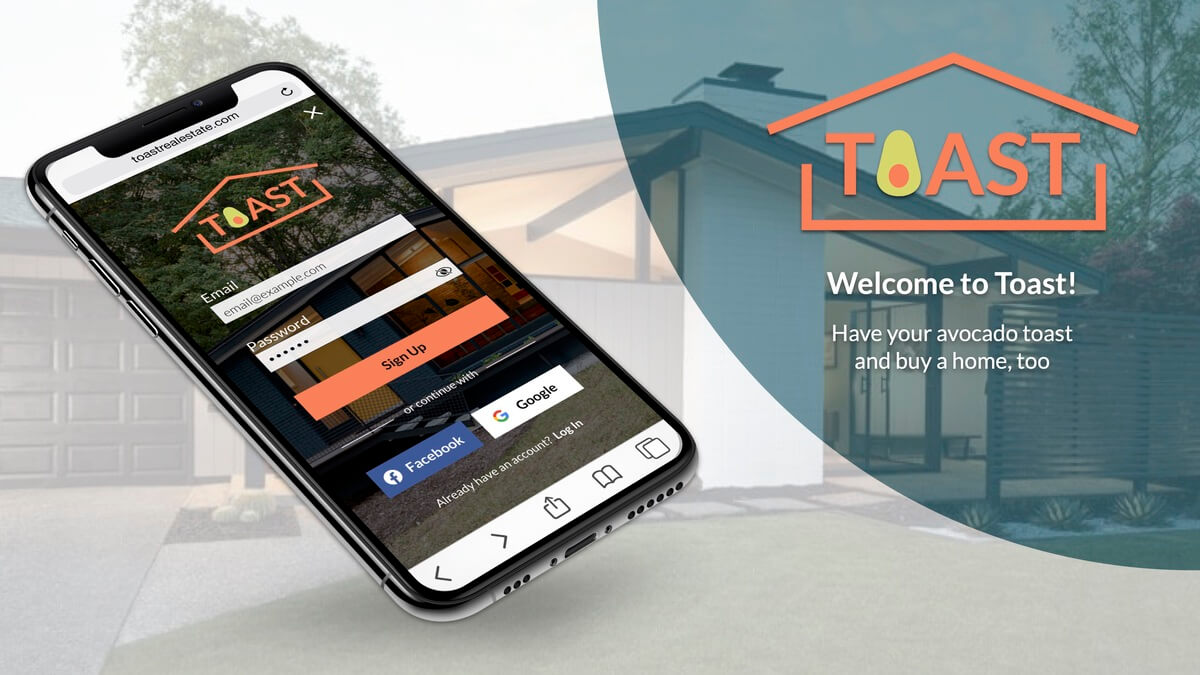 toastrealestate.com
TOAST
Email
email@example.com
Password
Sign Up
or continue with
Facebook
Google
Already have an account? Log In
TOAST
Welcome to Toast!
Have your avocado toast
and buy a home, too